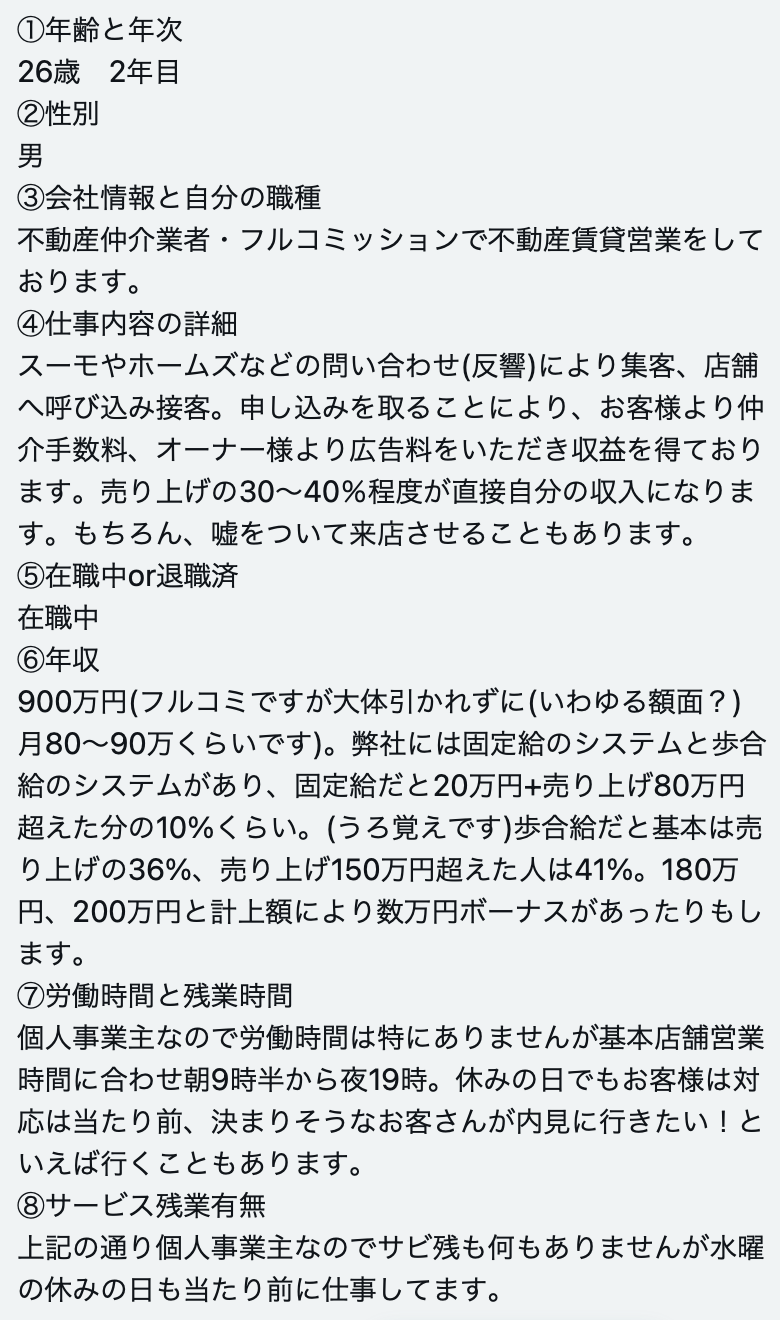 ①年齢と年次
26歳　2年目
②性別
男
③会社情報と自分の職種
不動産仲介業者・フルコミッションで不動産賃貸営業をして
おります。
④仕事内容の詳細
スーモやホームズなどの問い合わせ(反響)により集客、店舗
へ呼び込み接客。申し込みを取ることにより、お客様より仲
介手数料、オーナー様より広告料をいただき収益を得ており
ます。売り上げの30〜40%程度が直接自分の収入になりま
す。もちろん、嘘をついて来店させることもあります。
⑤在職中or退職済
在職中
⑥年収
900万円(フルコミですが大体引かれずに(いわゆる額面？)
月80〜90万くらいです)。弊社には固定給のシステムと歩合
給のシステムがあり、固定給だと20万円+売り上げ80万円
超えた分の10%くらい。(うろ覚えです)歩合給だと基本は売
り上げの36%、売り上げ150万円超えた人は41%。180万
円、200万円と計上額により数万円ボーナスがあったりもし
ます。
⑦労働時間と残業時間
個人事業主なので労働時間は特にありませんが基本店舗営業
時間に合わせ朝9時半から夜19時。休みの日でもお客様は対
応は当たり前、決まりそうなお客さんが内見に行きたい！と
いえば行くこともあります。
⑧サービス残業有無
上記の通り個人事業主なのでサビ残も何もありませんが水曜
の休みの日も当たり前に仕事してます。